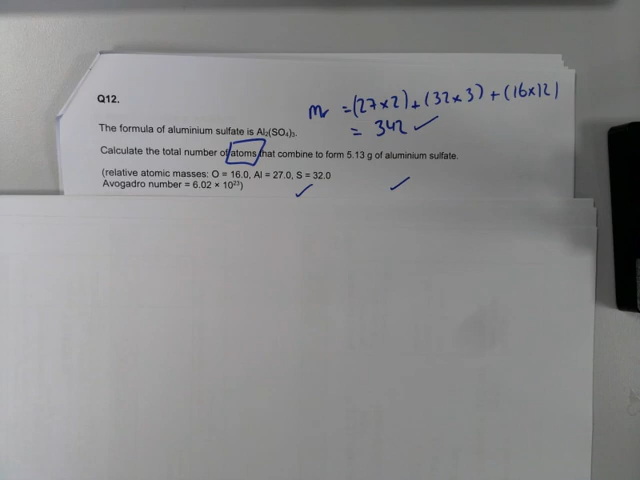 Q12.
Mr = (27×2) + (32×3) + (16×12)
= 342 ✓
The formula of aluminium sulfate is Al₂(SO₄)₃.
Calculate the total number of atoms that combine to form 5.13 g of aluminium sulfate.
(relative atomic masses: O = 16.0, Al = 27.0, S = 32.0
Avogadro number = 6.02 × 10²³)